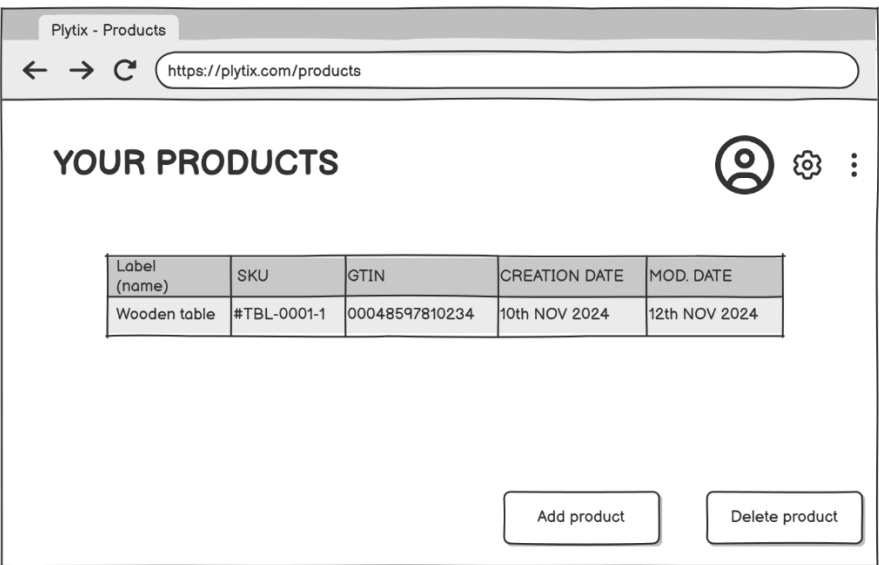 Plytix - Products
https://plytix.com/products
YOUR PRODUCTS
Label (name) SKU GTIN CREATION DATE MOD. DATE
Wooden table #TBL-0001-1 00048597810234 10th NOV 2024 12th NOV 2024
Add product Delete product